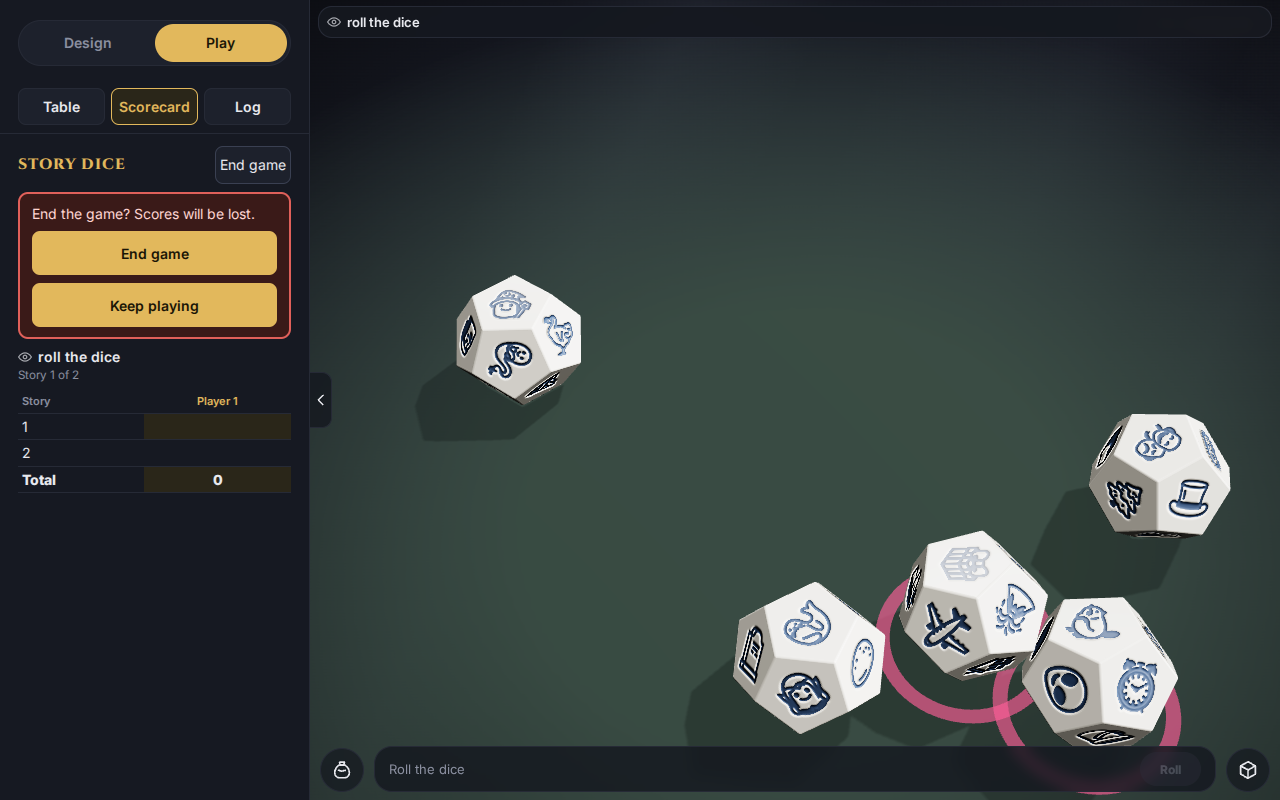 Design
Play
roll the dice
Table
Scorecard
Log
STORY DICE
End game
End the game? Scores will be lost.
End game
Keep playing
roll the dice
Story 1 of 2
Story
Player 1
1
2
Total
0
Roll the dice
Roll